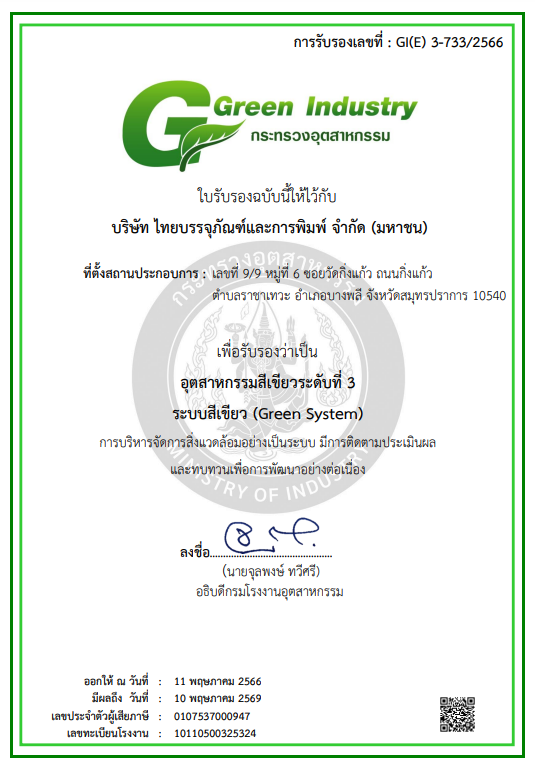 การรับรองเลขที่ : GI(E) 3-733/2566
Green Industry
กระทรวงอุตสาหกรรม
ใบรับรองฉบับนี้ให้ไว้กับ
บริษัท ไทยบรรจุภัณฑ์และการพิมพ์ จำกัด (มหาชน)
ที่ตั้งสถานประกอบการ : เลขที่ 9/9 หมู่ที่ 6 ซอยวัดกิ่งแก้ว ถนนกิ่งแก้ว
ตำบลราชาเทวะ อำเภอบางพลี จังหวัดสมุทรปราการ 10540
กระทรวงอุตสาหกรรม
เพื่อรับรองว่าเป็น
อุตสาหกรรมสีเขียวระดับที่ 3
ระบบสีเขียว (Green System)
การบริหารจัดการสิ่งแวดล้อมอย่างเป็นระบบ มีการติดตามประเมินผล
และทบทวนเพื่อการพัฒนาอย่างต่อเนื่อง
MINISTRY OF INDUSTRY
ลงชื่อ
(นายจุลพงษ์ ทวีศรี)
อธิบดีกรมโรงงานอุตสาหกรรม
ออกให้ ณ วันที่ : 11 พฤษภาคม 2566
มีผลถึง วันที่ : 10 พฤษภาคม 2569
เลขประจำตัวผู้เสียภาษี : 0107537000947
เลขทะเบียนโรงงาน : 10110500325324